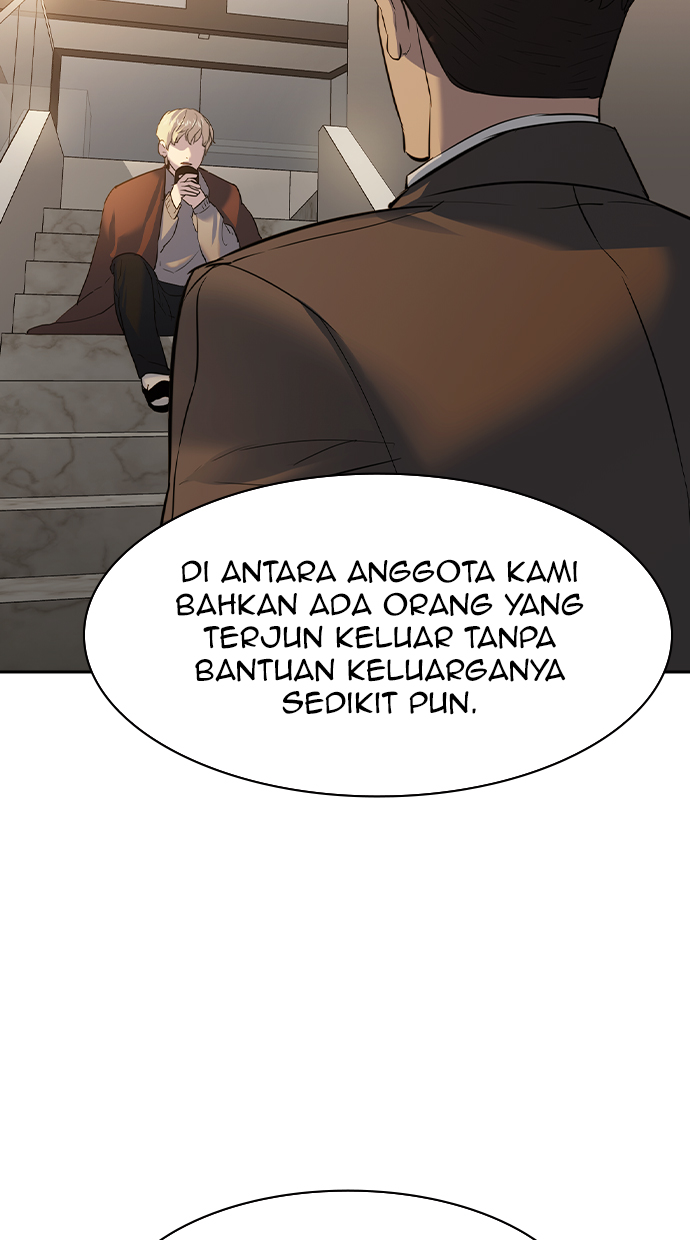 DI ANTARA ANGGOTA KAMI
BAHKAN ADA ORANG YANG
TERJUN KELUAR TANPA
BANTUAN KELUARGANYA
SEDIKIT PUN.